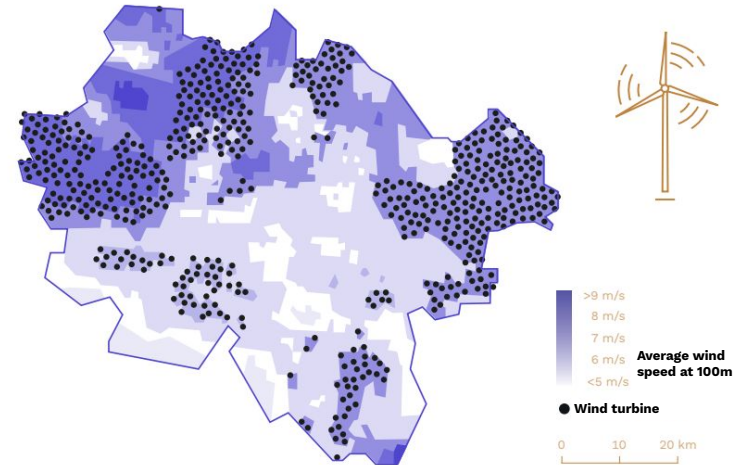 >9 m/s
8 m/s
7 m/s
6 m/s
<5 m/s
Average wind
speed at 100m
Wind turbine
0 10 20 km